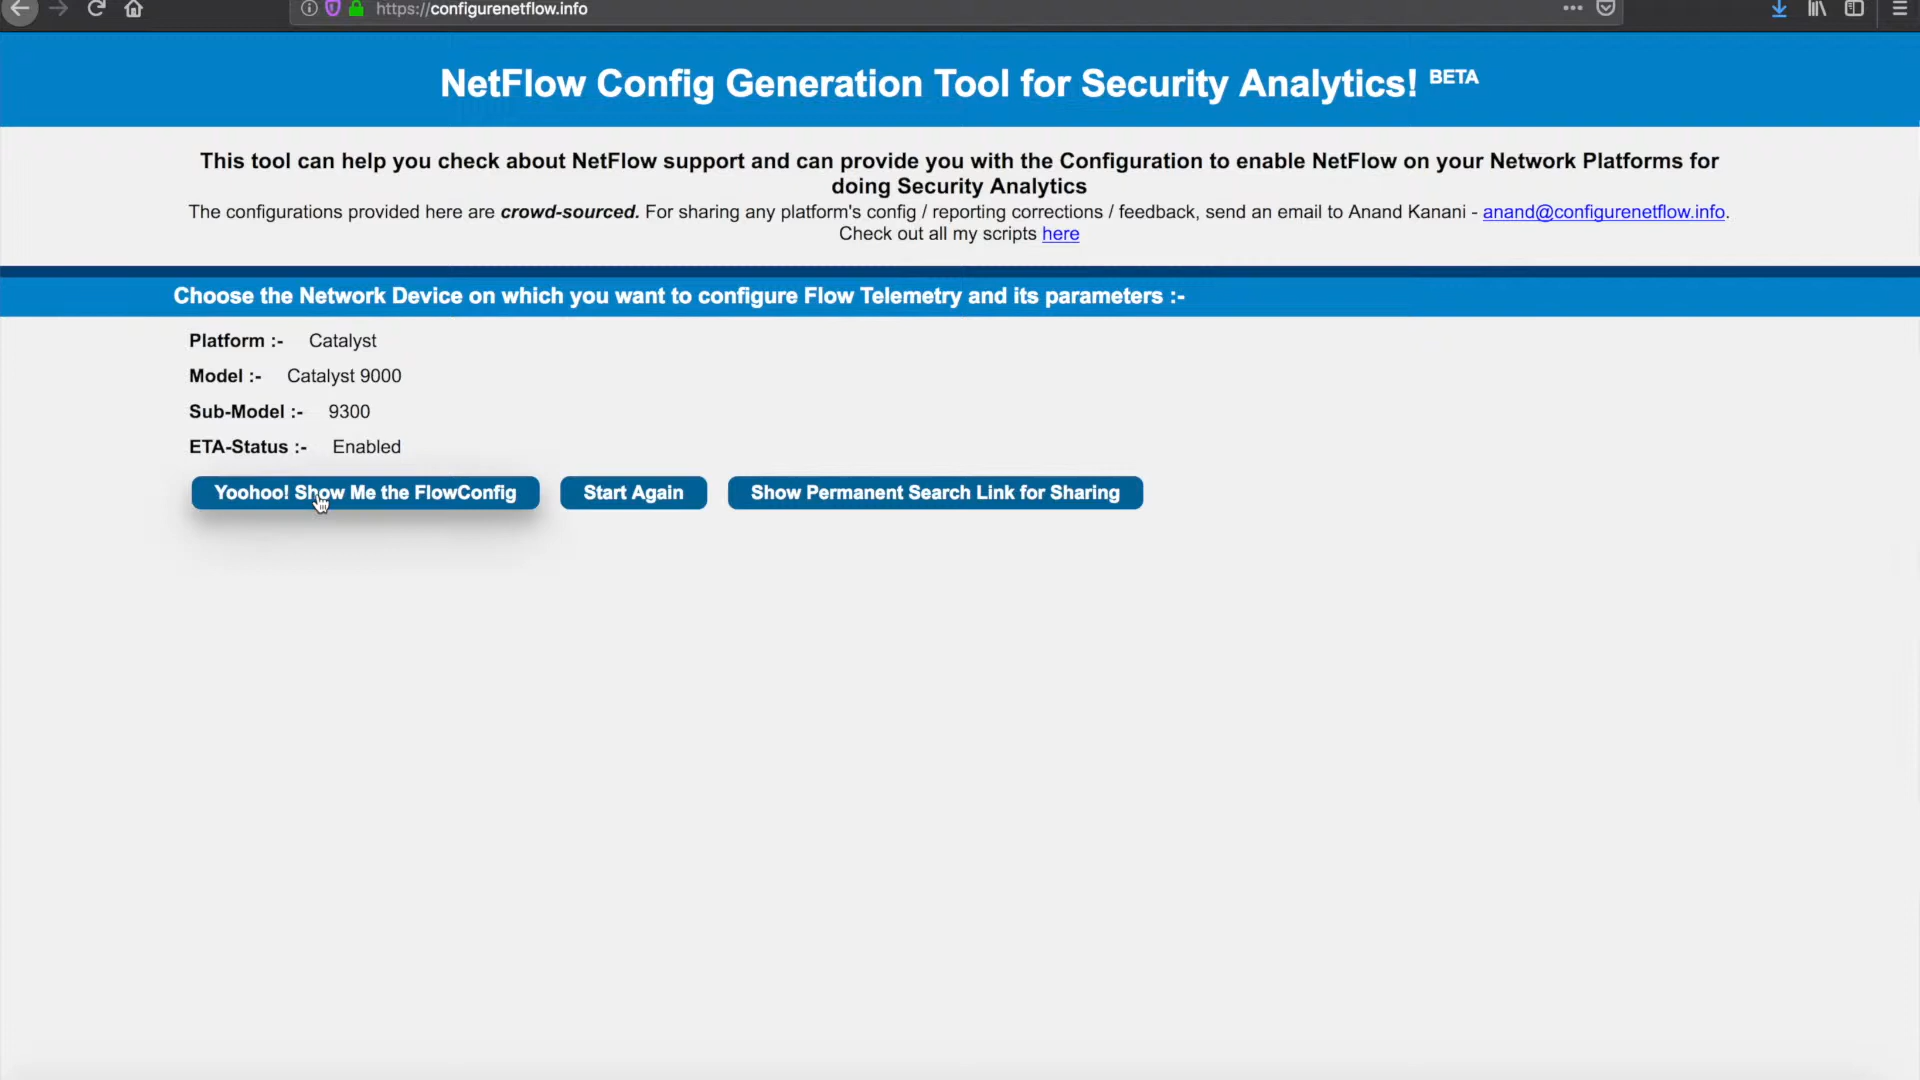 https://configurenetflow.info
NetFlow Config Generation Tool for Security Analytics! BETA
This tool can help you check about NetFlow support and can provide you with the Configuration to enable NetFlow on your Network Platforms for
doing Security Analytics
The configurations provided here are crowd-sourced. For sharing any platform's config / reporting corrections / feedback, send an email to Anand Kanani - anand@configurenetflow.info.
Check out all my scripts here
Choose the Network Device on which you want to configure Flow Telemetry and its parameters :-
Platform :- Catalyst
Model :- Catalyst 9000
Sub-Model :- 9300
ETA-Status :- Enabled
Yoohoo! Show Me the FlowConfig Start Again Show Permanent Search Link for Sharing